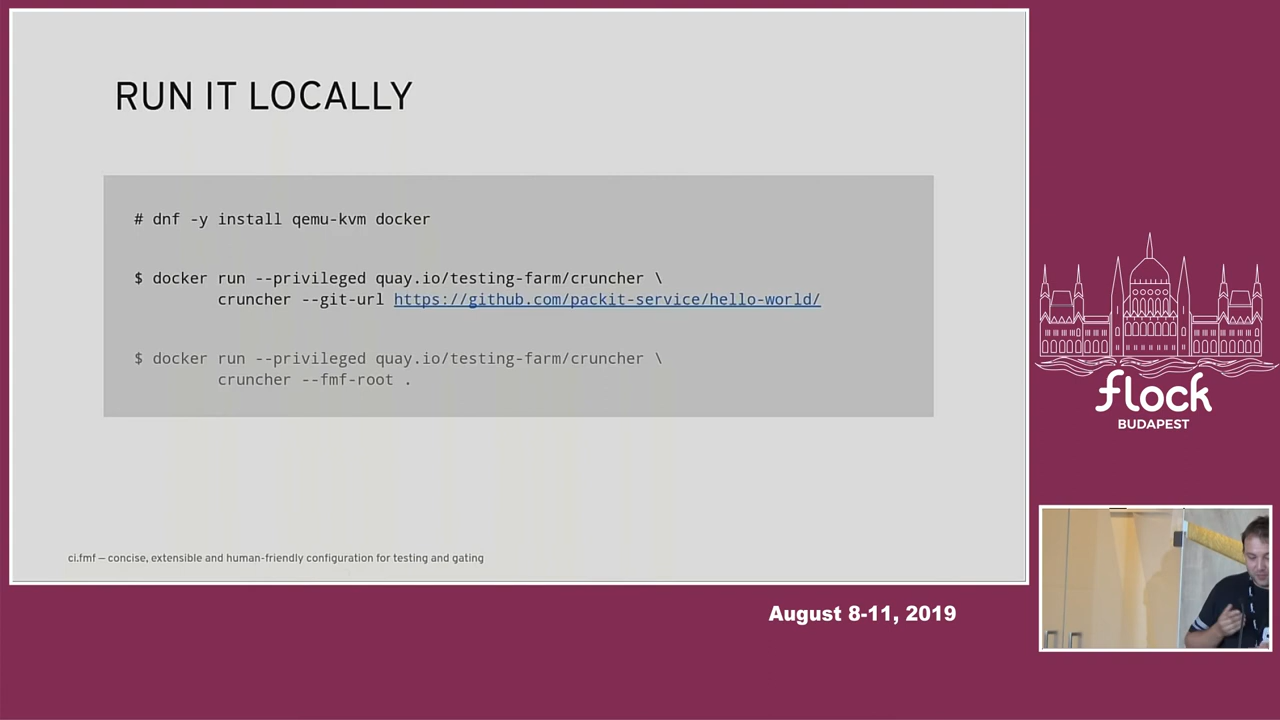 RUN IT LOCALLY
# dnf -y install qemu-kvm docker
$ docker run --privileged quay.io/testing-farm/cruncher \
cruncher --git-url https://github.com/packit-service/hello-world/
$ docker run --privileged quay.io/testing-farm/cruncher \
cruncher --fmf-root .
ci.fmf – concise, extensible and human-friendly configuration for testing and gating
flock
BUDAPEST
August 8-11, 2019